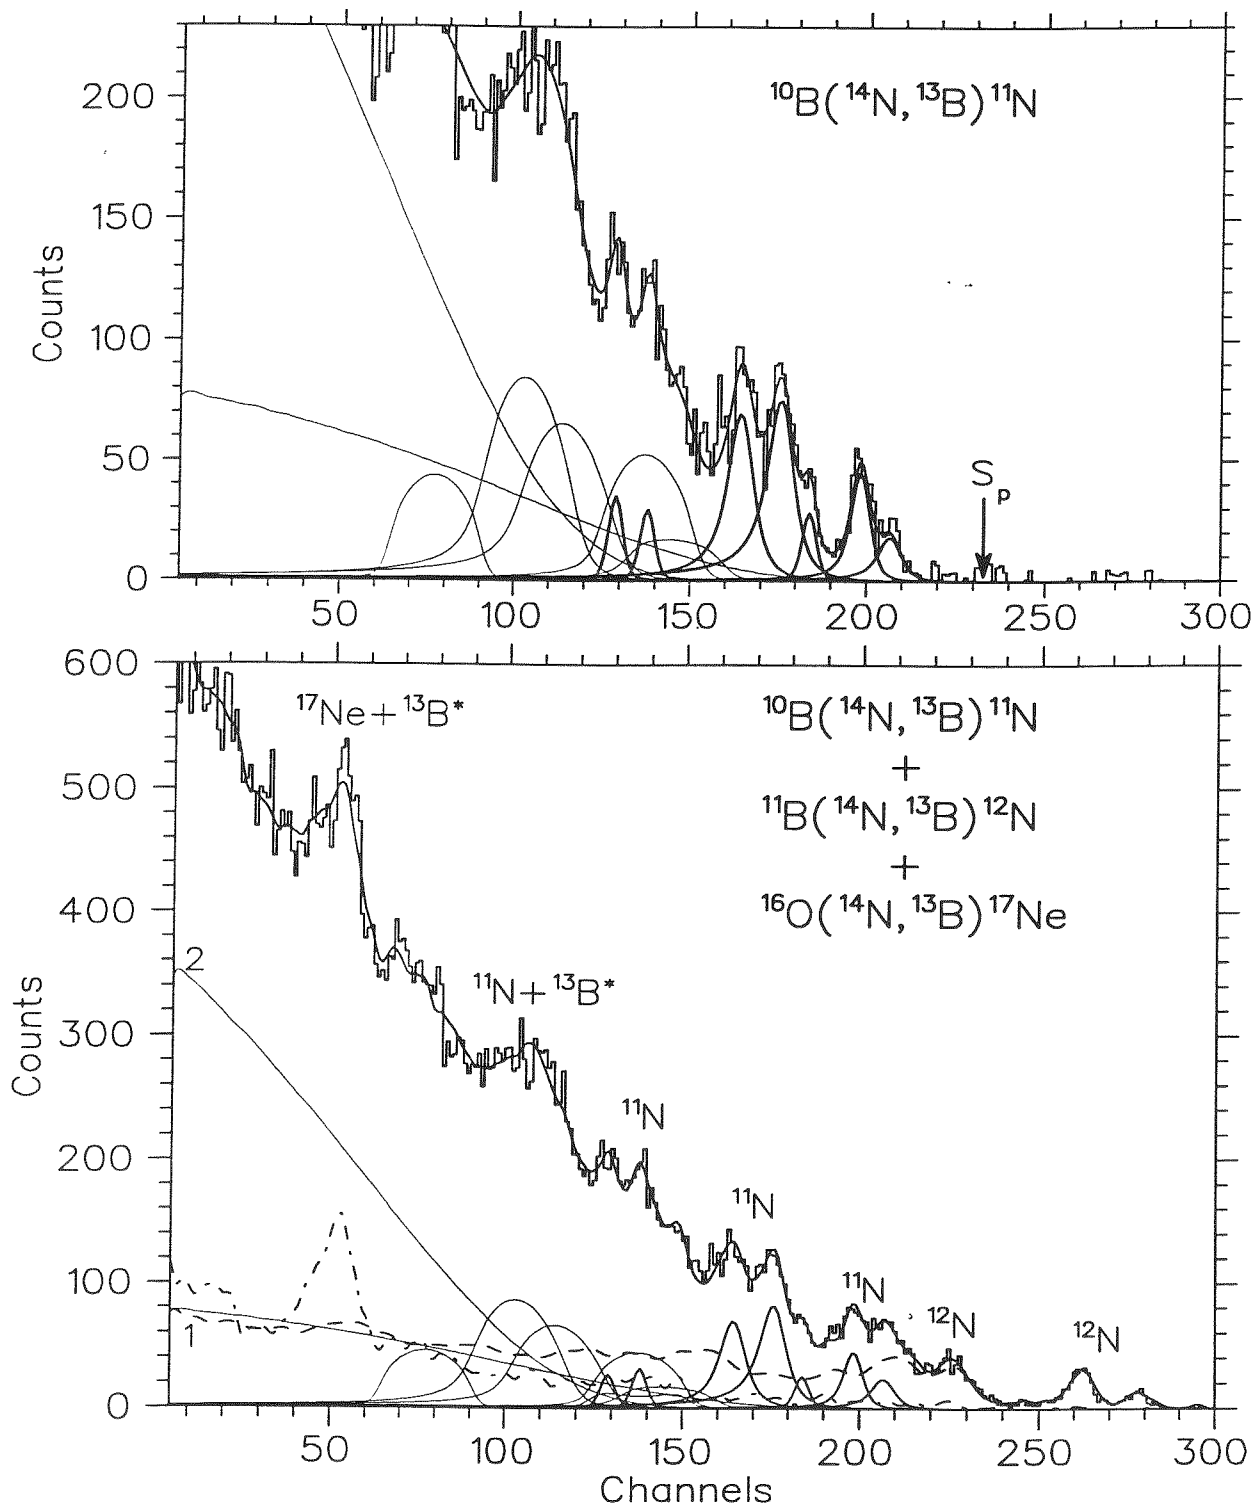 ¹⁰B(¹⁴N,¹³B)¹¹N
200
150
100
50
0
Counts
Sₚ
50 100 150 200 250 300
600
500
400
300
200
100
0
Counts
¹⁷Ne+¹³B*
¹⁰B(¹⁴N,¹³B)¹¹N
+
¹¹B(¹⁴N,¹³B)¹²N
+
¹⁶O(¹⁴N,¹³B)¹⁷Ne
2
¹¹N+¹³B*
¹¹N
¹¹N
¹¹N
¹²N
¹²N
1
50 100 150 200 250 300
Channels